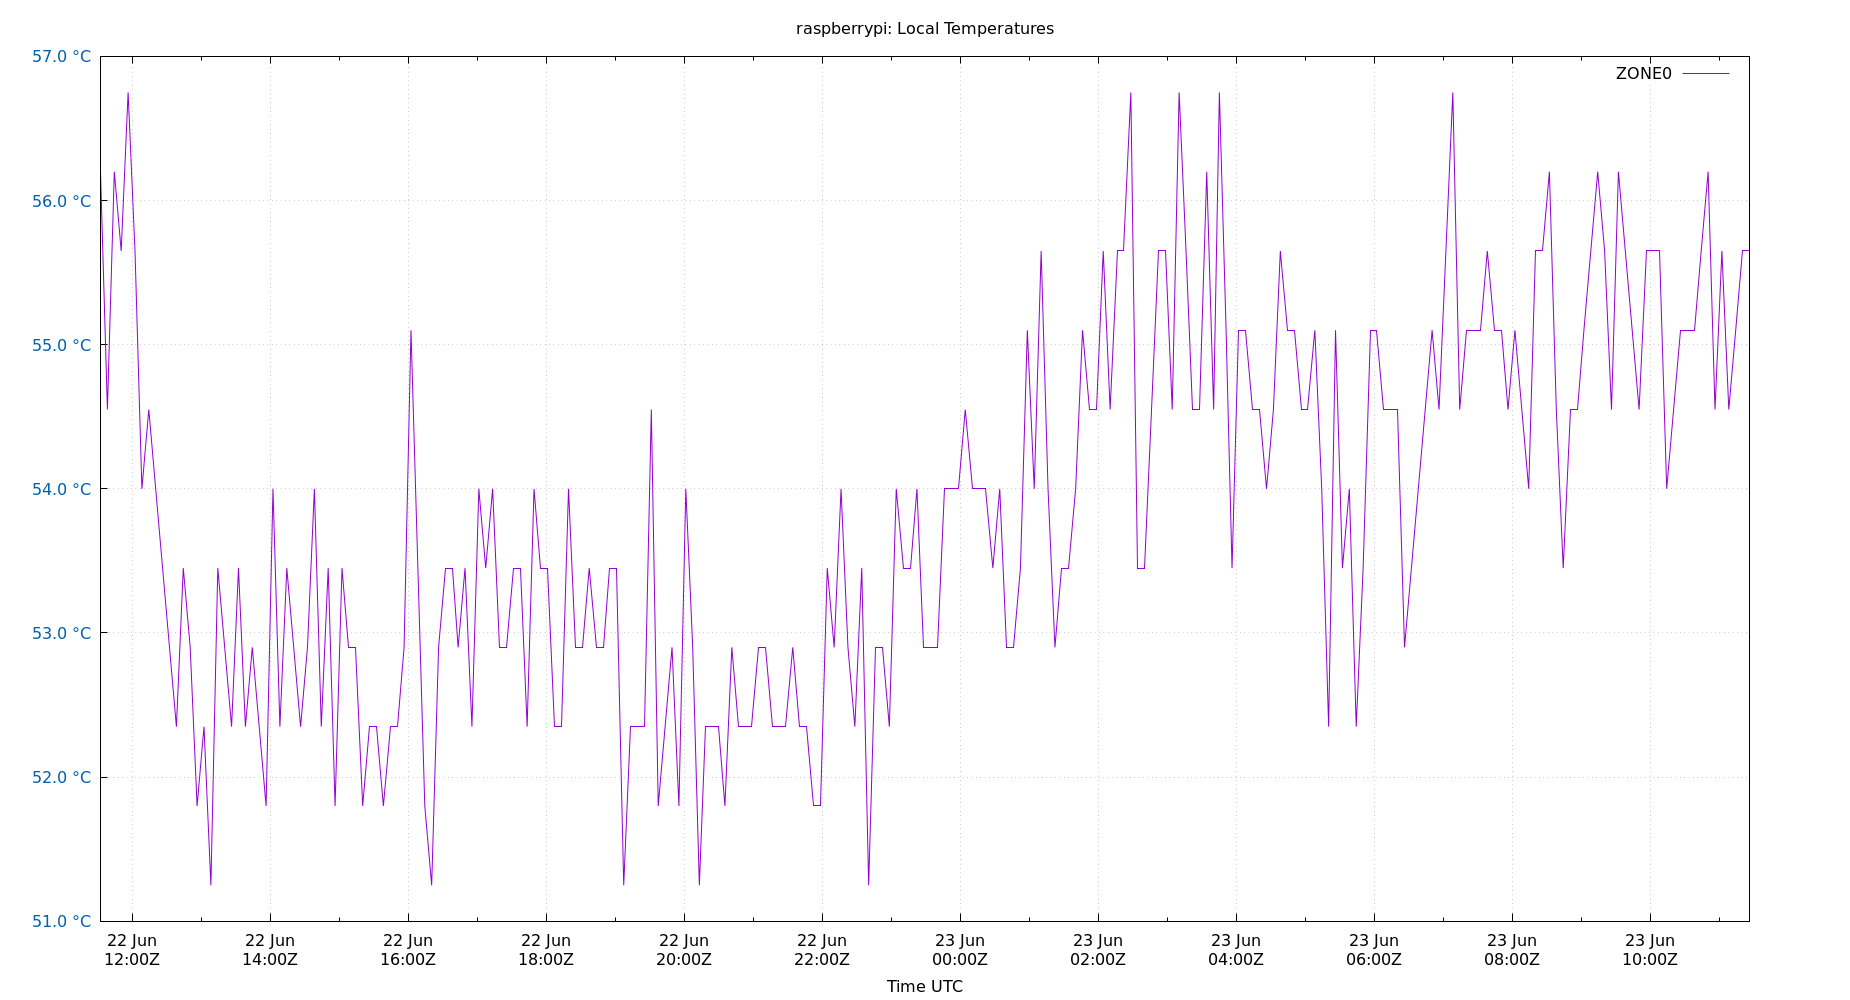 raspberrypi: Local Temperatures
57.0 °C
ZONE0
56.0 °C
55.0 °C
54.0 °C
53.0 °C
52.0 °C
51.0 °C
22 Jun 22 Jun 22 Jun 22 Jun 22 Jun 22 Jun 23 Jun 23 Jun 23 Jun 23 Jun 23 Jun 23 Jun
12:00Z 14:00Z 16:00Z 18:00Z 20:00Z 22:00Z 00:00Z 02:00Z 04:00Z 06:00Z 08:00Z 10:00Z
Time UTC